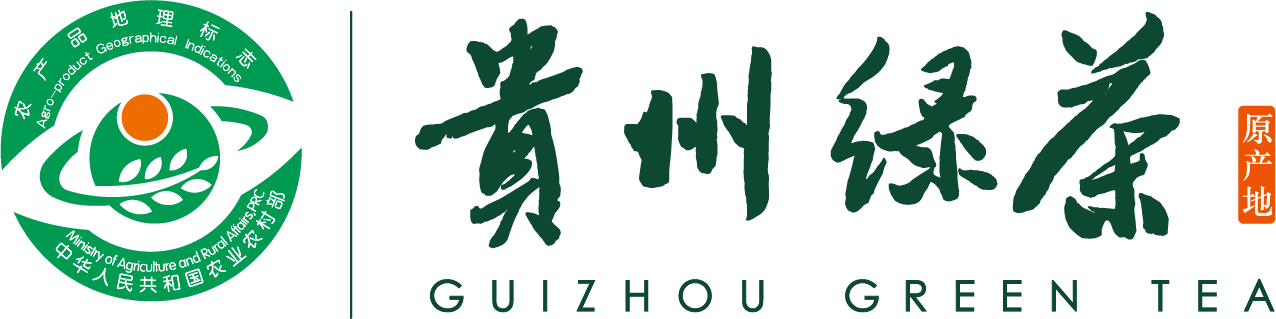 农产品地理标志
Agro-product Geographical Indications
Ministry of Agriculture and Rural Affairs,PRC
中华人民共和国农业农村部
貴州绿茶
原产地
GUIZHOU GREEN TEA